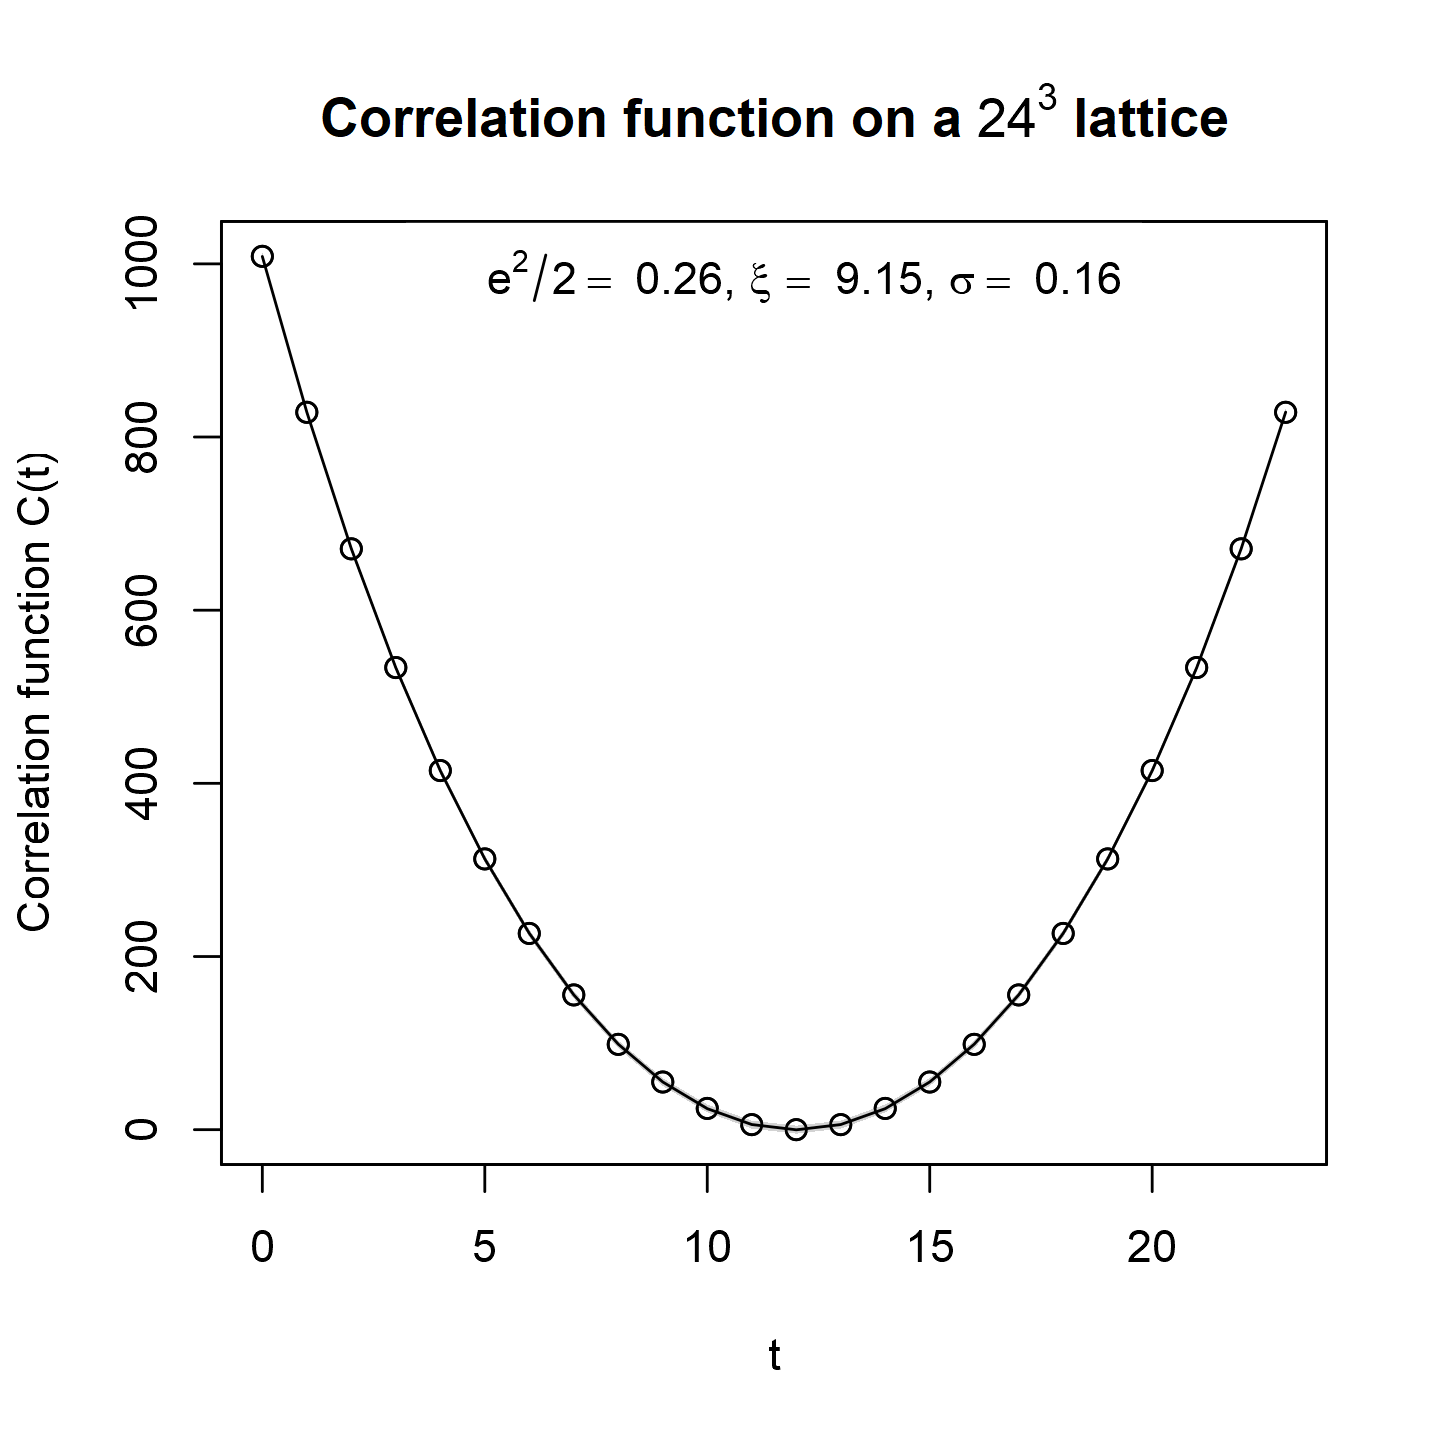 Correlation function on a 24³ lattice
e²/2 = 0.26, ξ = 9.15, σ = 0.16
Correlation function C(t)
1000
800
600
400
200
0
0 5 10 15 20
t